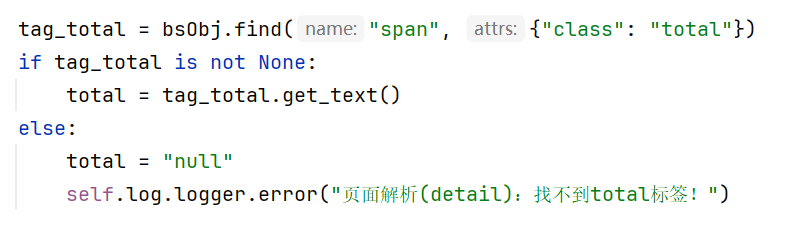 tag_total = bsObj.find( name: "span", attrs: {"class": "total"})
if tag_total is not None:
    total = tag_total.get_text()
else:
    total = "null"
    self.log.logger.error("页面解析(detail)：找不到total标签！")